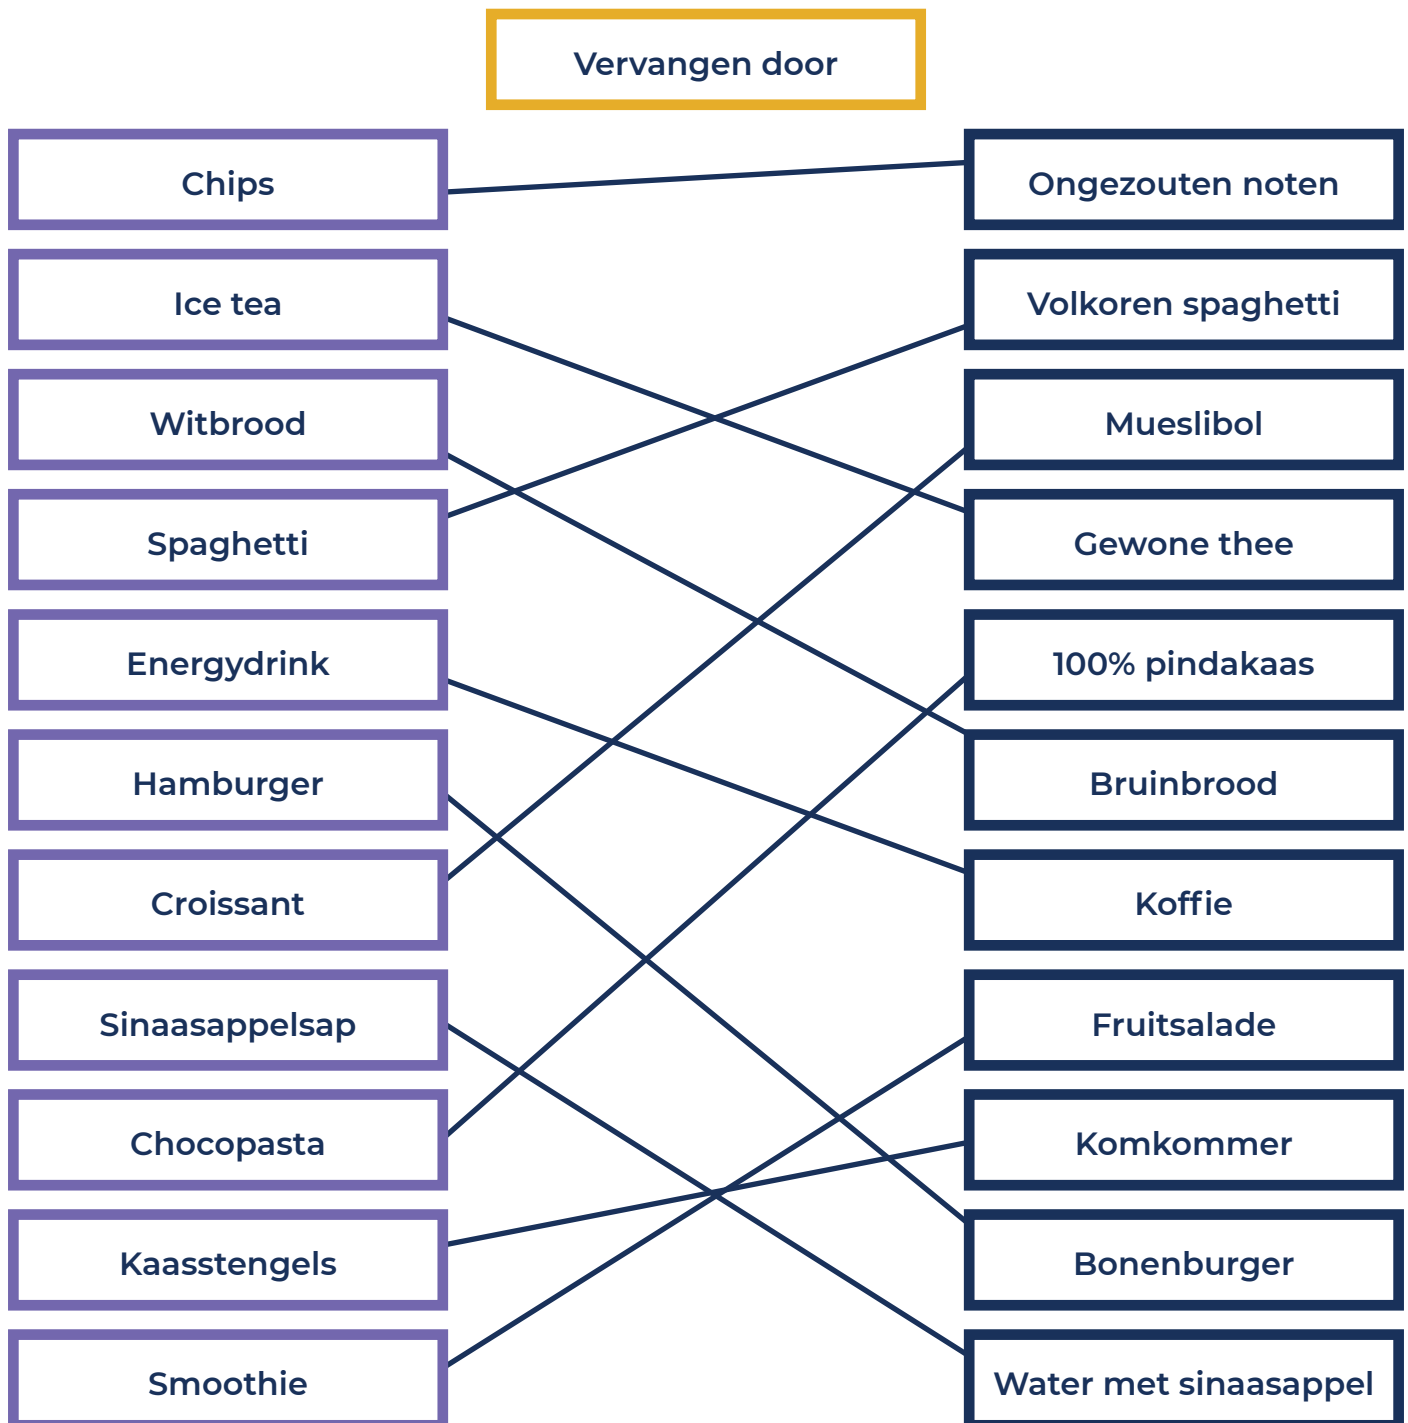 Vervangen door
Chips
Ongezouten noten
Ice tea
Volkoren spaghetti
Witbrood
Mueslibol
Spaghetti
Gewone thee
Energydrink
100% pindakaas
Hamburger
Bruinbrood
Croissant
Koffie
Sinaasappelsap
Fruitsalade
Chocopasta
Komkommer
Kaasstengels
Bonenburger
Smoothie
Water met sinaasappel